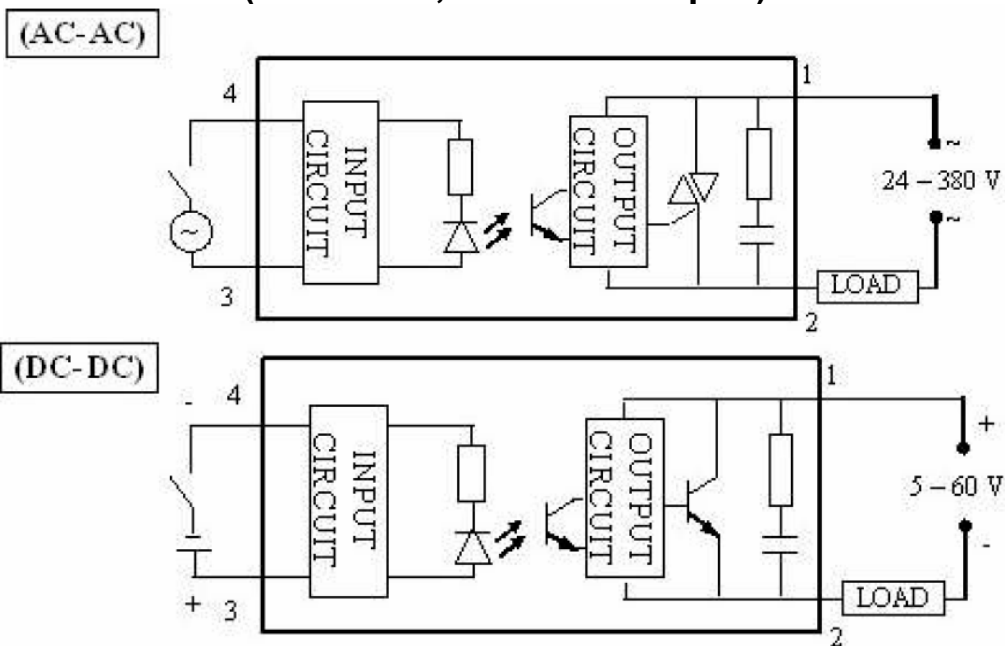 (AC-AC)
4
3
INPUT
CIRCUIT
OUTPUT
CIRCUIT
1
2
~
~
24 – 380 V
~
LOAD
(DC-DC)
-
4
+
3
INPUT
CIRCUIT
OUTPUT
CIRCUIT
1
2
+
5 – 60 V
-
LOAD